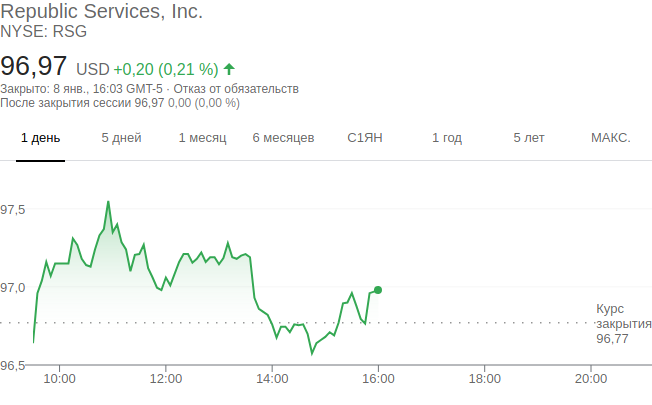 Republic Services, Inc.
NYSE: RSG
96,97 USD +0,20 (0,21 %)
Закрыто: 8 янв., 16:03 GMT-5 · Отказ от обязательств
После закрытия сессии 96,97 0,00 (0,00 %)
1 день 5 дней 1 месяц 6 месяцев С1ЯН 1 год 5 лет МАКС.
97,5
97,0
Курс
закрытия
96,77
96,5
10:00 12:00 14:00 16:00 18:00 20:00